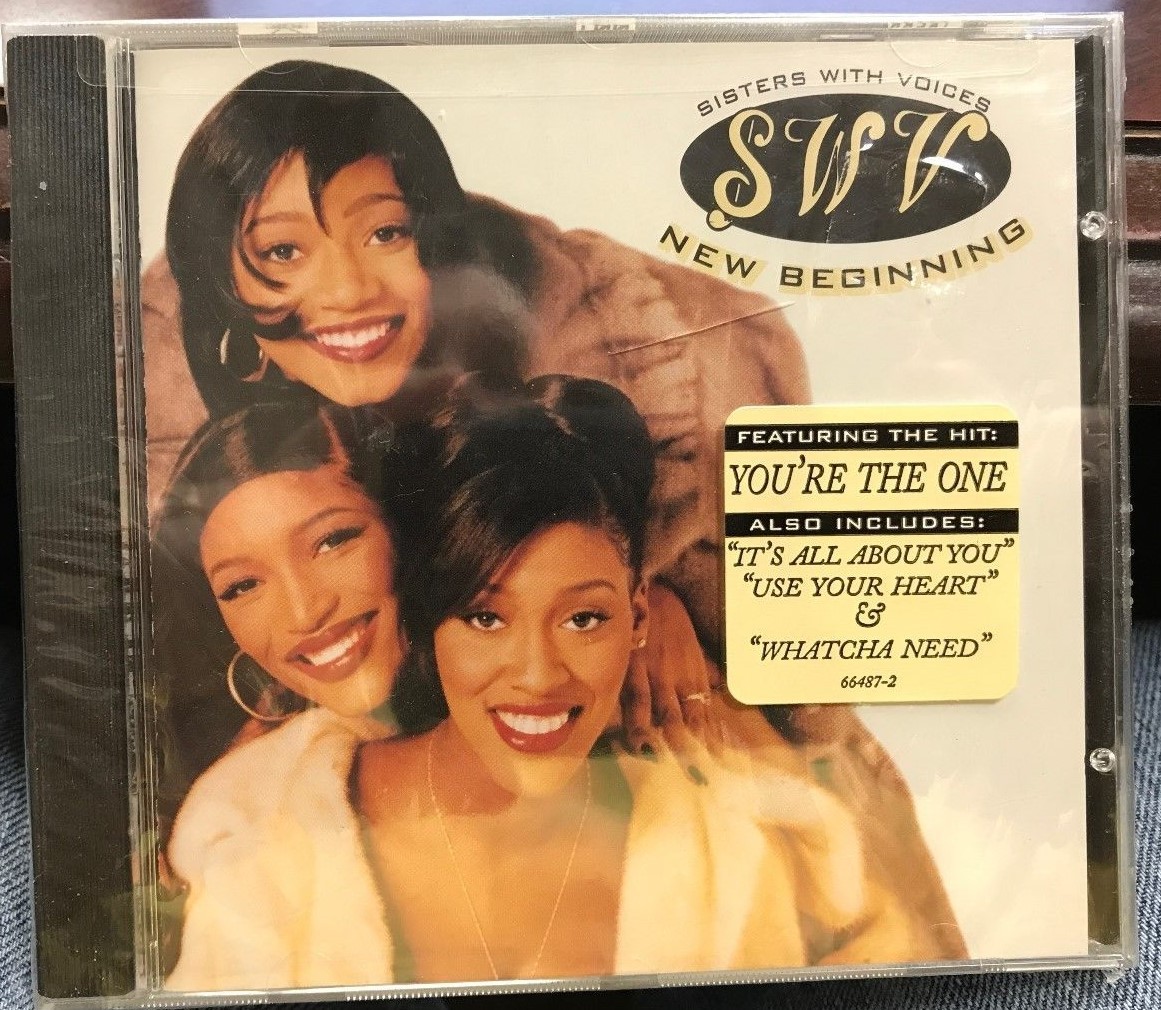 SISTERS WITH VOICES
SWV
NEW BEGINNING
FEATURING THE HIT:
YOU'RE THE ONE
ALSO INCLUDES:
“IT'S ALL ABOUT YOU”
“USE YOUR HEART”
&
“WHATCHA NEED”
66487-2